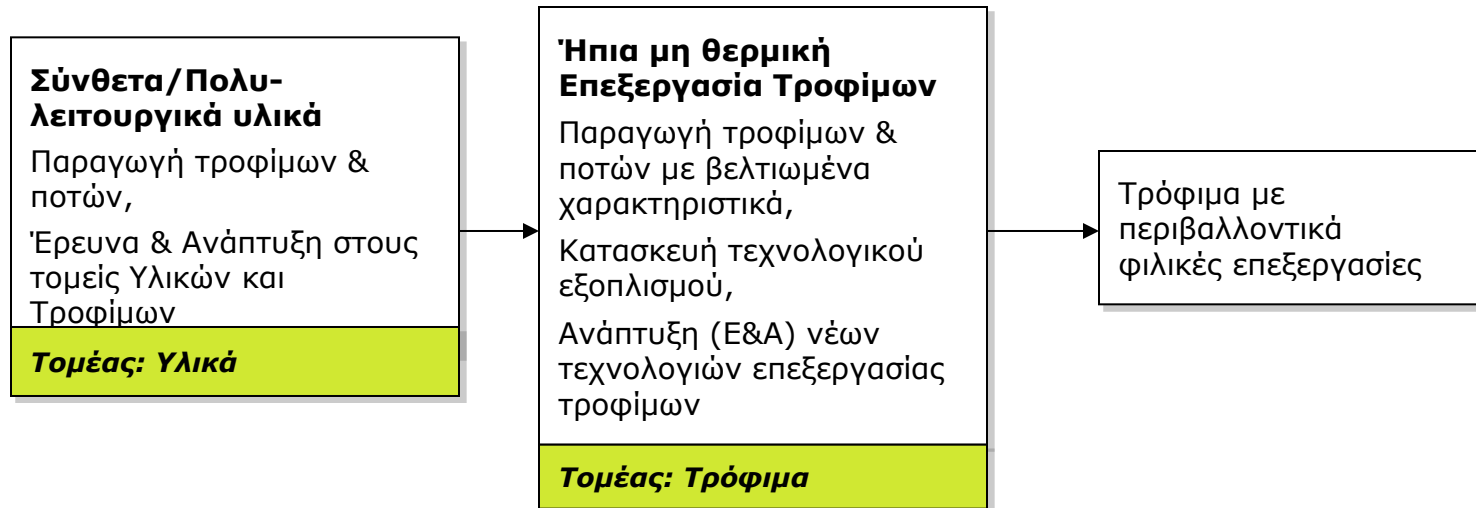 Σύνθετα/Πολυ-
λειτουργικά υλικά
Παραγωγή τροφίμων &
ποτών,
Έρευνα & Ανάπτυξη στους
τομείς Υλικών και
Τροφίμων
Τομέας: Υλικά
Ήπια μη θερμική
Επεξεργασία Τροφίμων
Παραγωγή τροφίμων &
ποτών με βελτιωμένα
χαρακτηριστικά,
Κατασκευή τεχνολογικού
εξοπλισμού,
Ανάπτυξη (Ε&Α) νέων
τεχνολογιών επεξεργασίας
τροφίμων
Τομέας: Τρόφιμα
Τρόφιμα με
περιβαλλοντικά
φιλικές επεξεργασίες